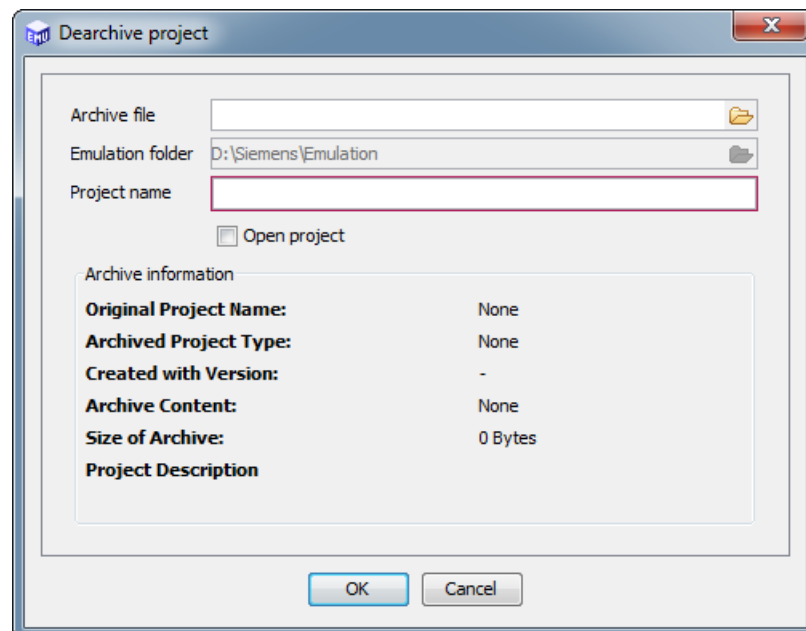 EMU Dearchive project
Archive file
Emulation folder D:\Siemens\Emulation
Project name
Open project
Archive information
Original Project Name: None
Archived Project Type: None
Created with Version: -
Archive Content: None
Size of Archive: 0 Bytes
Project Description
OK Cancel